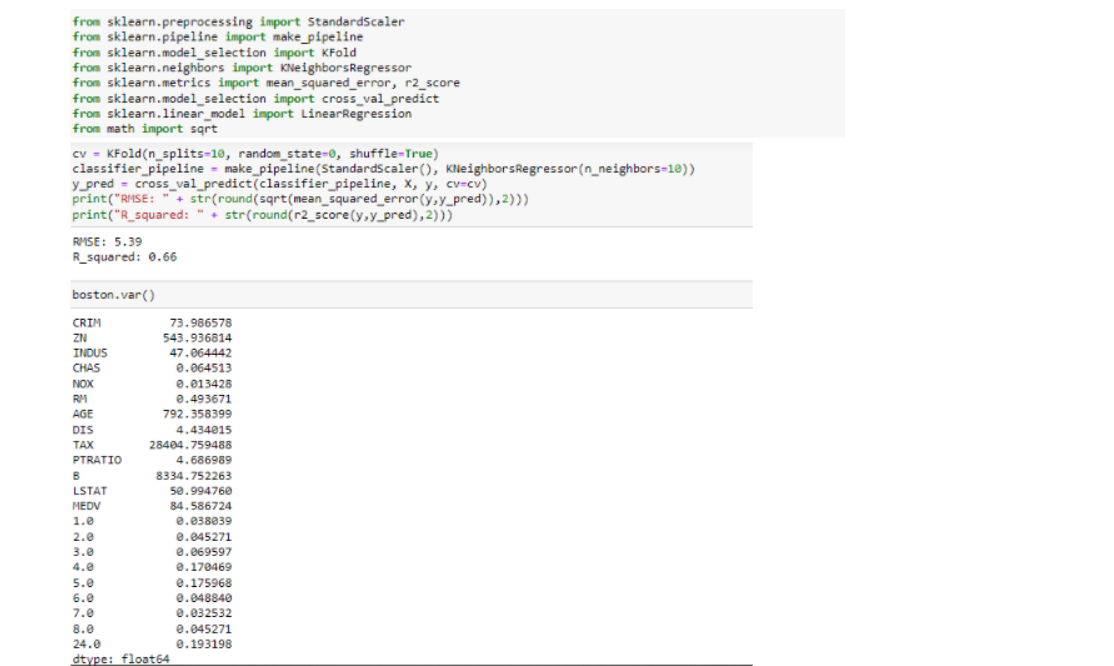 from sklearn.preprocessing import StandardScaler
from sklearn.pipeline import make_pipeline
from sklearn.model_selection import KFold
from sklearn.neighbors import KNeighborsRegressor
from sklearn.metrics import mean_squared_error, r2_score
from sklearn.model_selection import cross_val_predict
from sklearn.linear_model import LinearRegression
from math import sqrt
cv = KFold(n_splits=10, random_state=0, shuffle=True)
classifier_pipeline = make_pipeline(StandardScaler(), KNeighborsRegressor(n_neighbors=10))
y_pred = cross_val_predict(classifier_pipeline, X, y, cv=cv)
print("RMSE: " + str(round(sqrt(mean_squared_error(y,y_pred)),2)))
print("R_squared: " + str(round(r2_score(y,y_pred),2)))
RMSE: 5.39
R_squared: 0.66
boston.var()
CRIM 73.986578
ZN 543.936814
INDUS 47.064442
CHAS 0.064513
NOX 0.013428
RM 0.493671
AGE 792.358399
DIS 4.434015
TAX 28404.759488
PTRATIO 4.686989
B 8334.752263
LSTAT 50.994760
MEDV 84.586724
1.0 0.038039
2.0 0.045271
3.0 0.069597
4.0 0.170469
5.0 0.175968
6.0 0.048840
7.0 0.032532
8.0 0.045271
24.0 0.193198
dtype: float64